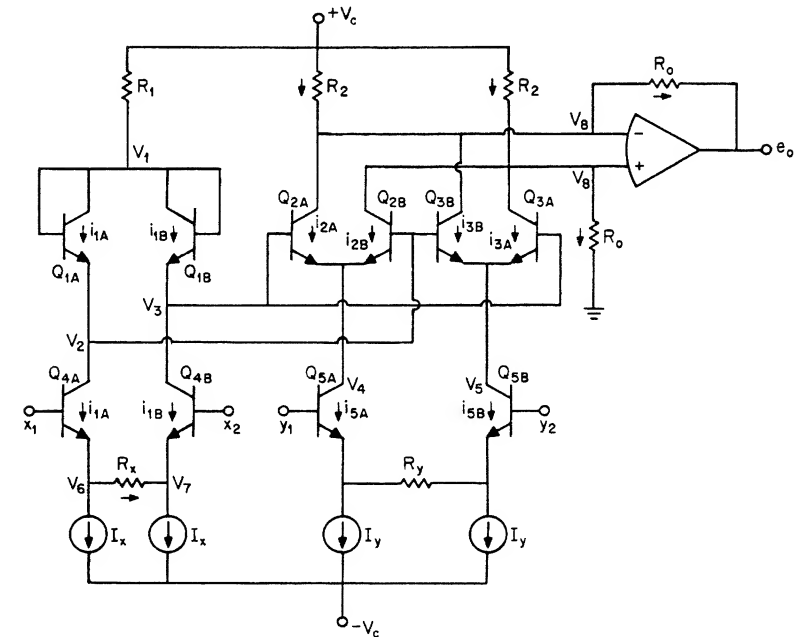 +Vc
R1
R2
R2
Ro
V1
V8
V8
−
+
eo
Q2A
Q2B
Q3B
Q3A
i1A
i1B
i2A
i2B
i3B
i3A
Ro
Q1A
Q1B
V3
V2
Q4A
Q4B
Q5A
V4
V5
Q5B
i1A
i1B
i5A
i5B
x1
x2
y1
y2
Rx
Ry
V6
V7
Ix
Ix
Iy
Iy
−Vc